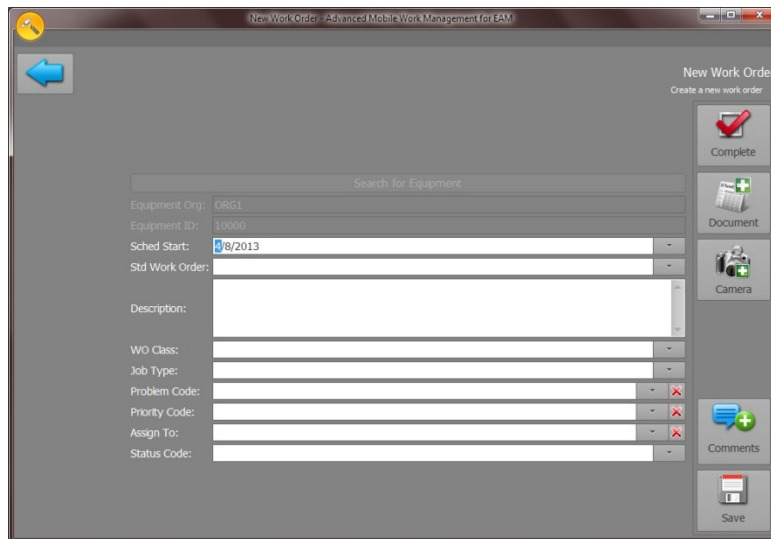 New Work Order - Advanced Mobile Work Management for EAM
New Work Orde
Create a new work order
Complete
Document
Camera
Search for Equipment
Equipment Org: ORG1
Equipment ID: 10000
Sched Start: 4/8/2013
Std Work Order:
Description:
WO Class:
Job Type:
Problem Code:
Priority Code:
Assign To:
Status Code:
Comments
Save